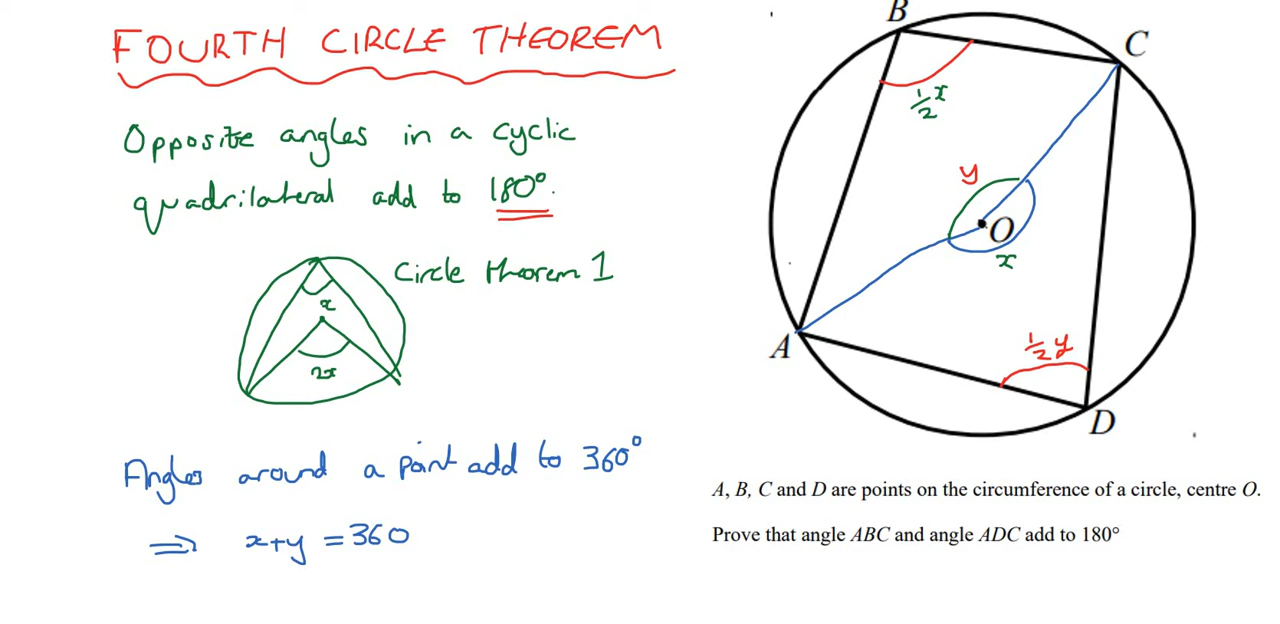 FOURTH CIRCLE THEOREM
Opposite angles in a cyclic
quadrilateral add to 180°.
Circle theorem 1
x
2x
Angles around a point add to 360°
⇒ x+y = 360
B
C
½x
y
O
x
A
½y
D
A, B, C and D are points on the circumference of a circle, centre O.
Prove that angle ABC and angle ADC add to 180°